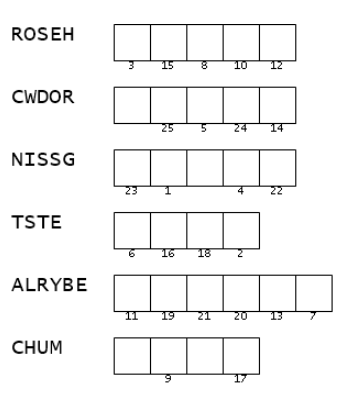 ROSEH
3 15 8 10 12
CWDOR
25 5 24 14
NISSG
23 1 4 22
TSTE
6 16 18 2
ALRYBE
11 19 21 20 13 7
CHUM
9 17